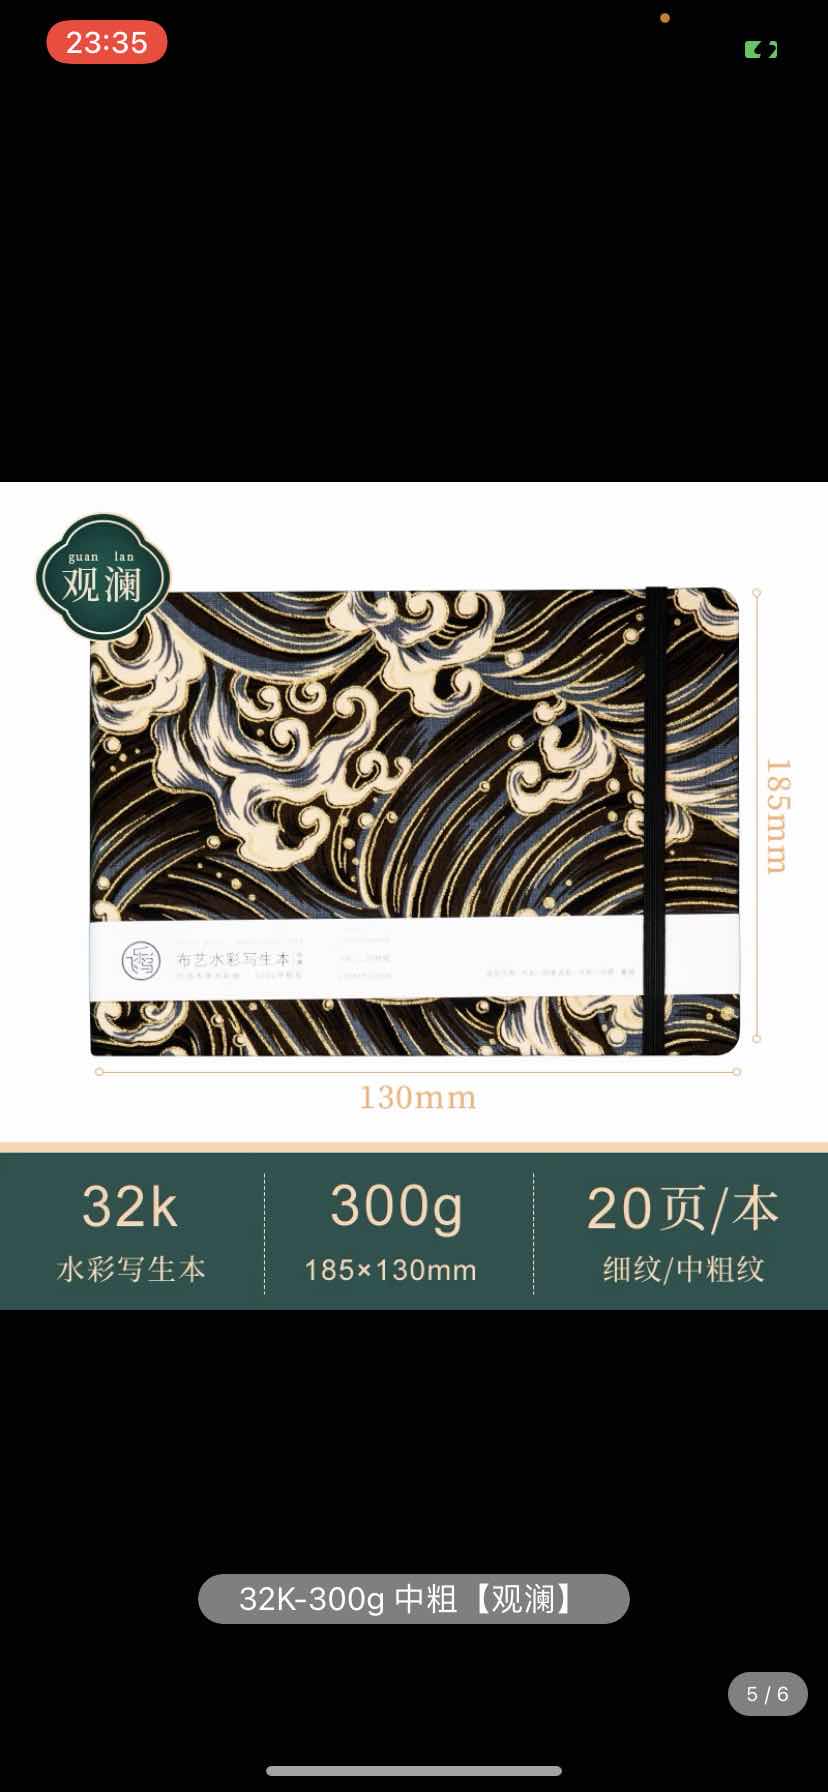 23:35
guan lan
观澜
185mm
布艺水彩写生本
130mm
32k
水彩写生本
300g
185×130mm
20页/本
细纹/中粗纹
32K-300g 中粗【观澜】
5 / 6